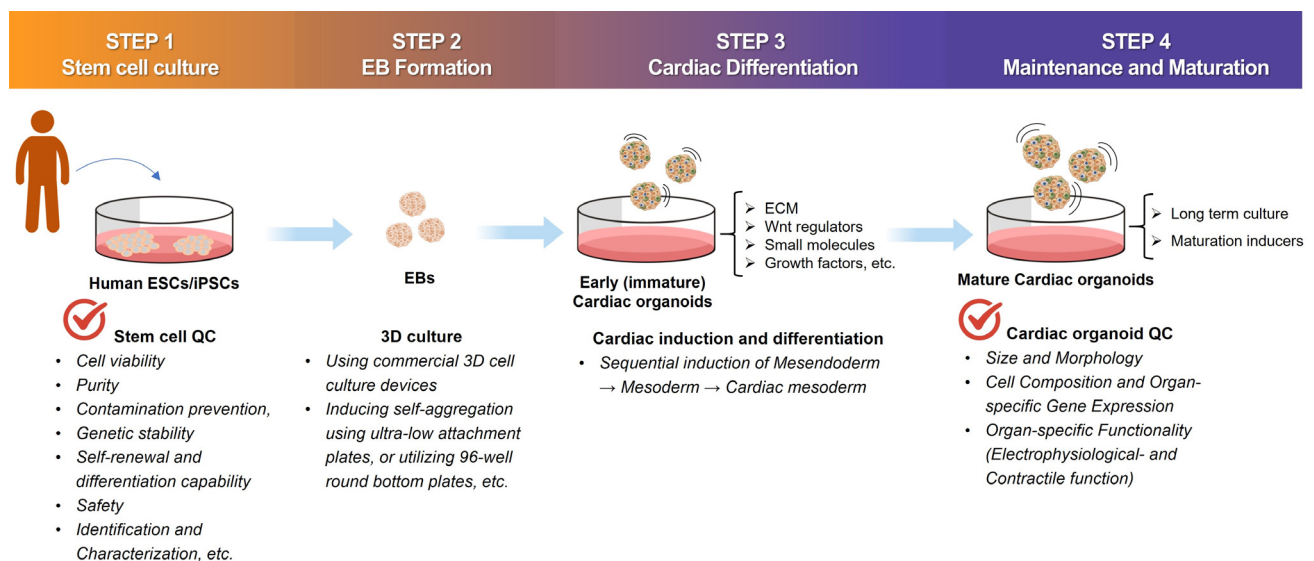 STEP 1
Stem cell culture
STEP 2
EB Formation
STEP 3
Cardiac Differentiation
STEP 4
Maintenance and Maturation
Human ESCs/iPSCs
EBs
Early (immature)
Cardiac organoids
➢ ECM
➢ Wnt regulators
➢ Small molecules
➢ Growth factors, etc.
Mature Cardiac organoids
➢ Long term culture
➢ Maturation inducers
Stem cell QC
• Cell viability
• Purity
• Contamination prevention,
• Genetic stability
• Self-renewal and
differentiation capability
• Safety
• Identification and
Characterization, etc.
3D culture
• Using commercial 3D cell
culture devices
• Inducing self-aggregation
using ultra-low attachment
plates, or utilizing 96-well
round bottom plates, etc.
Cardiac induction and differentiation
• Sequential induction of Mesendoderm
→ Mesoderm → Cardiac mesoderm
Cardiac organoid QC
• Size and Morphology
• Cell Composition and Organ-
specific Gene Expression
• Organ-specific Functionality
(Electrophysiological- and
Contractile function)